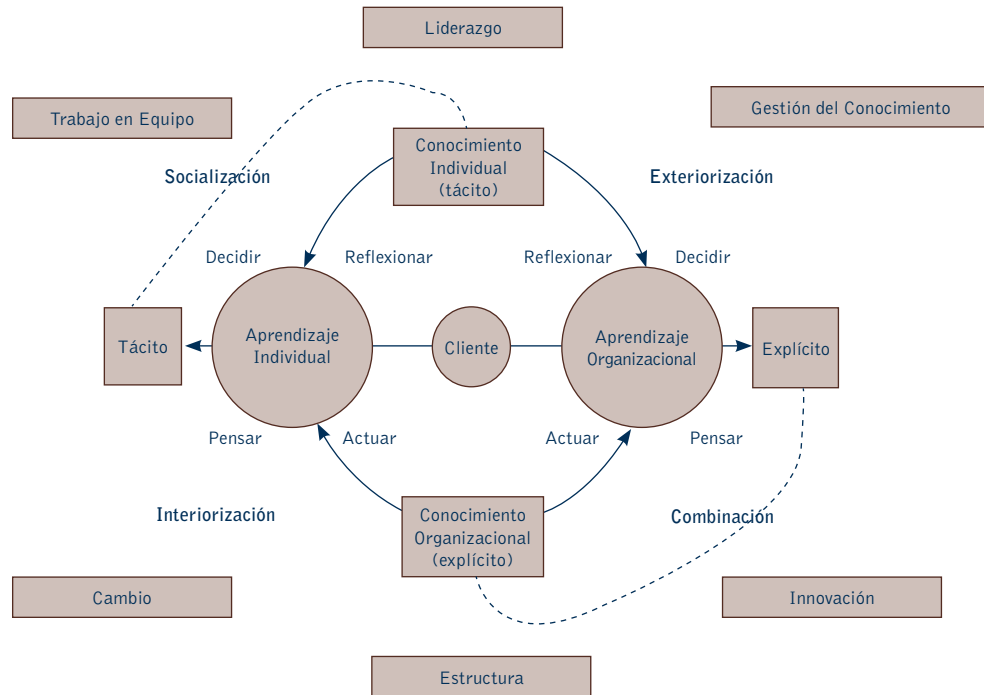 Liderazgo
Trabajo en Equipo
Gestión del Conocimiento
Conocimiento
Individual
(tácito)
Socialización
Exteriorización
Decidir
Reflexionar
Reflexionar
Decidir
Tácito
Aprendizaje
Individual
Cliente
Aprendizaje
Organizacional
Explícito
Pensar
Actuar
Actuar
Pensar
Interiorización
Conocimiento
Organizacional
(explícito)
Combinación
Cambio
Innovación
Estructura